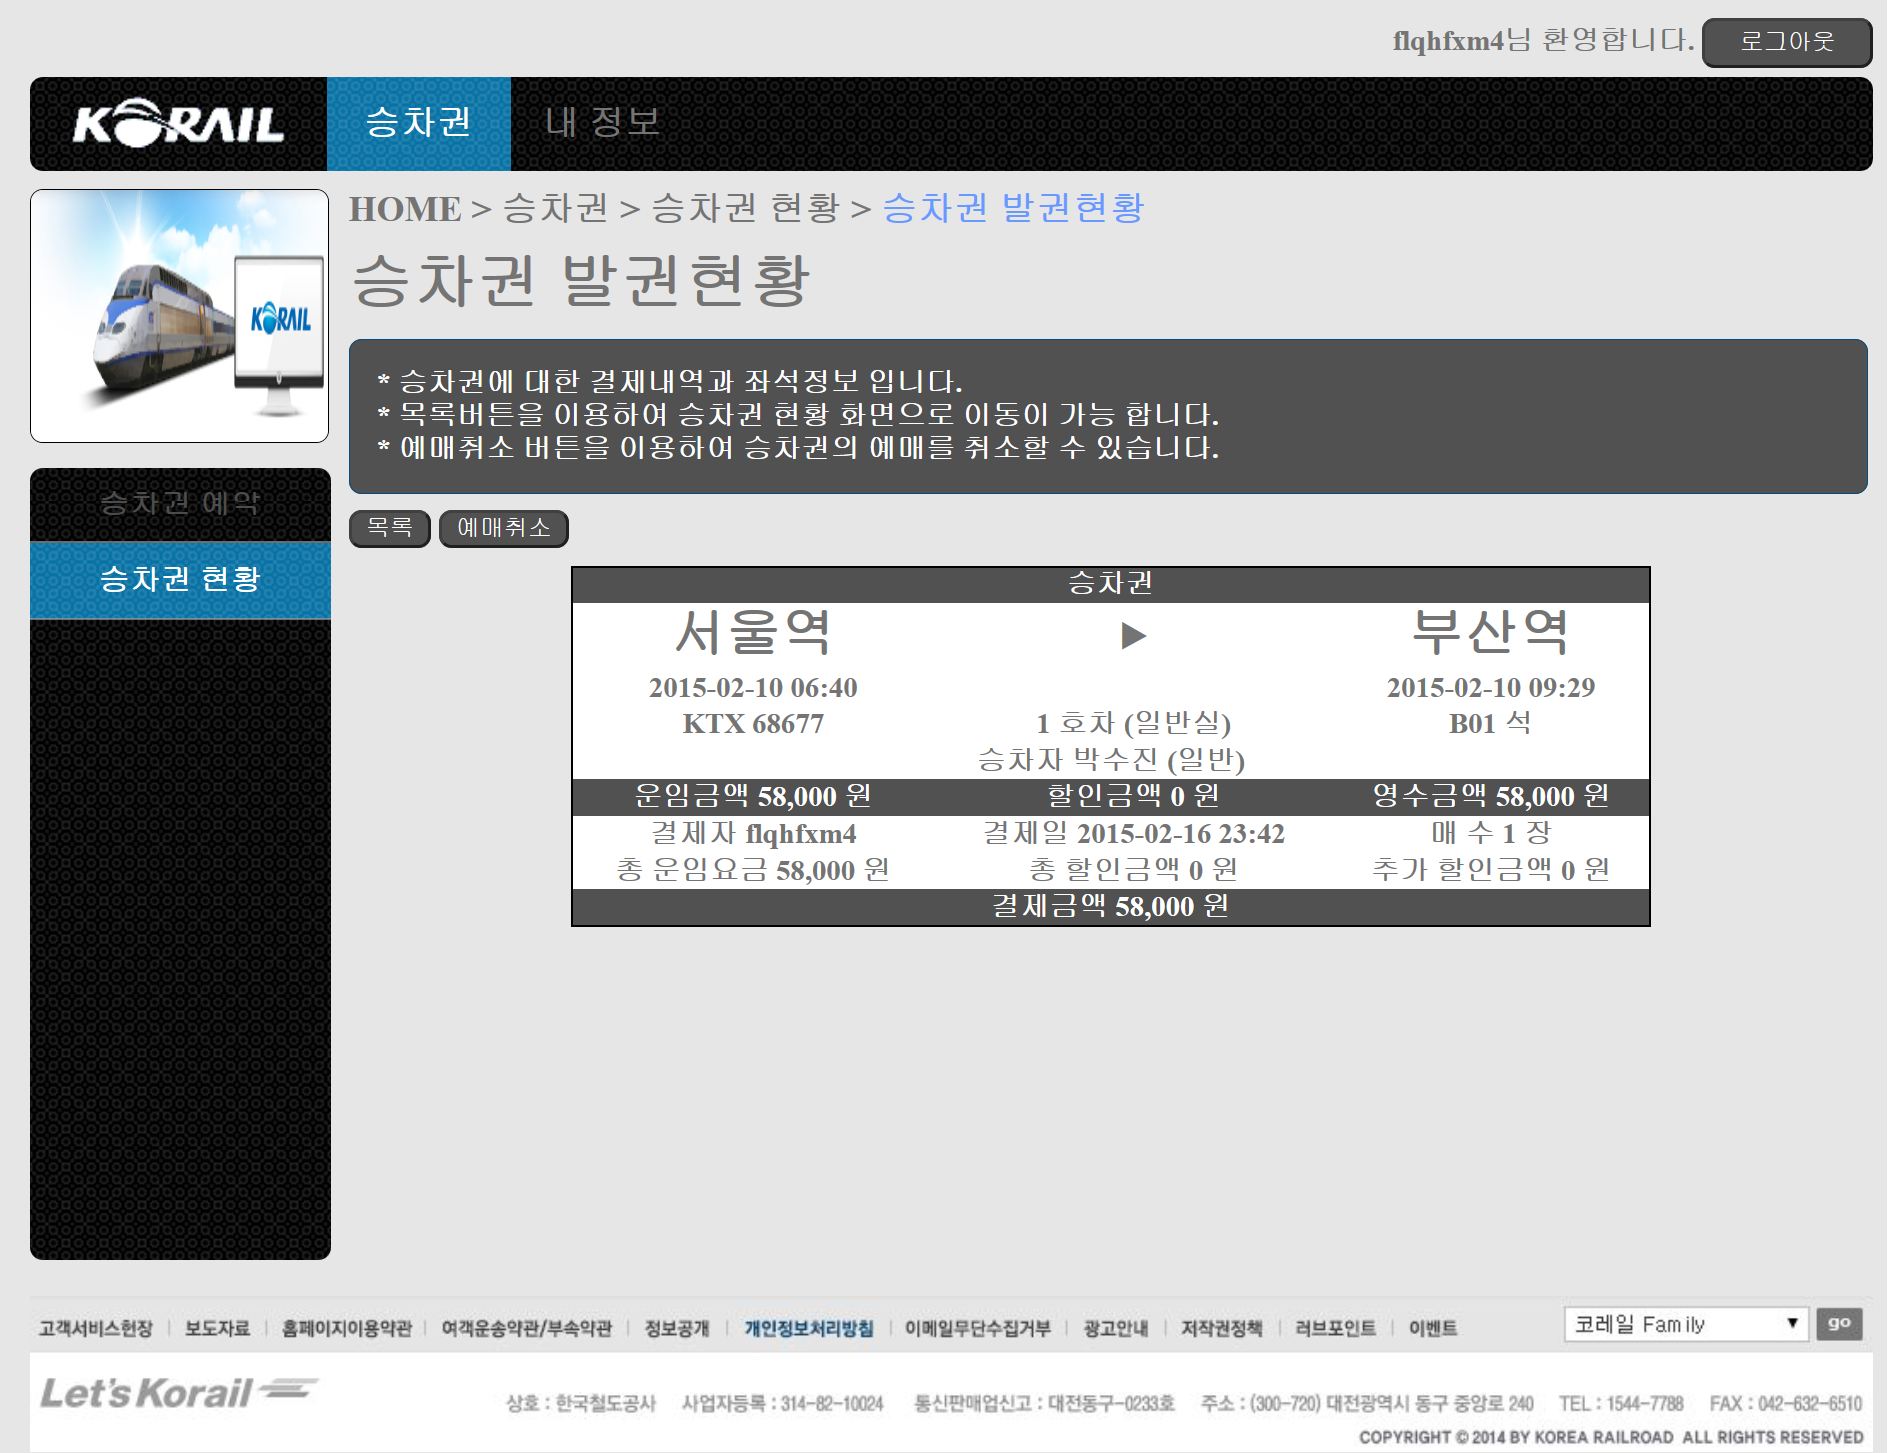 flqhfxm4님 환영합니다. 로그아웃
KORAIL 승차권 내 정보
HOME > 승차권 > 승차권 현황 > 승차권 발권현황
승차권 발권현황
KORAIL
* 승차권에 대한 결제내역과 좌석정보 입니다.
* 목록버튼을 이용하여 승차권 현황 화면으로 이동이 가능 합니다.
* 예매취소 버튼을 이용하여 승차권의 예매를 취소할 수 있습니다.
승차권 예약
승차권 현황
목록 예매취소
승차권
서울역 ▶ 부산역
2015-02-10 06:40 2015-02-10 09:29
KTX 68677 1 호차 (일반실) B01 석
승차자 박수진 (일반)
운임금액 58,000 원 할인금액 0 원 영수금액 58,000 원
결제자 flqhfxm4 결제일 2015-02-16 23:42 매 수 1 장
총 운임요금 58,000 원 총 할인금액 0 원 추가 할인금액 0 원
결제금액 58,000 원
고객서비스헌장 | 보도자료 | 홈페이지이용약관 | 여객운송약관/부속약관 | 정보공개 | 개인정보처리방침 | 이메일무단수집거부 | 광고안내 | 저작권정책 | 러브포인트 | 이벤트 코레일 Family ▼ go
Let's Korail 상호 : 한국철도공사 사업자등록 : 314-82-10024 통신판매업신고 : 대전동구-0233호 주소 : (300-720) 대전광역시 동구 중앙로 240 TEL : 1544-7788 FAX : 042-632-6510
COPYRIGHT © 2014 BY KOREA RAILROAD ALL RIGHTS RESERVED